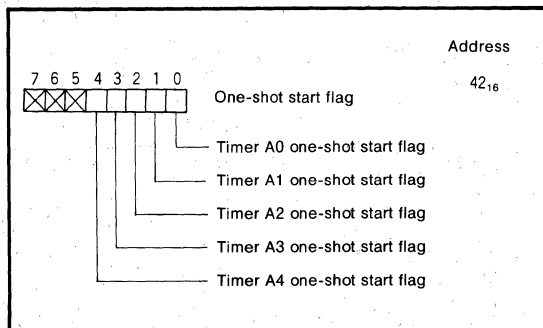 Address
7 6 5 4 3 2 1 0
One-shot start flag
42₁₆
Timer A0 one-shot start flag
Timer A1 one-shot start flag
Timer A2 one-shot start flag
Timer A3 one-shot start flag
Timer A4 one-shot start flag